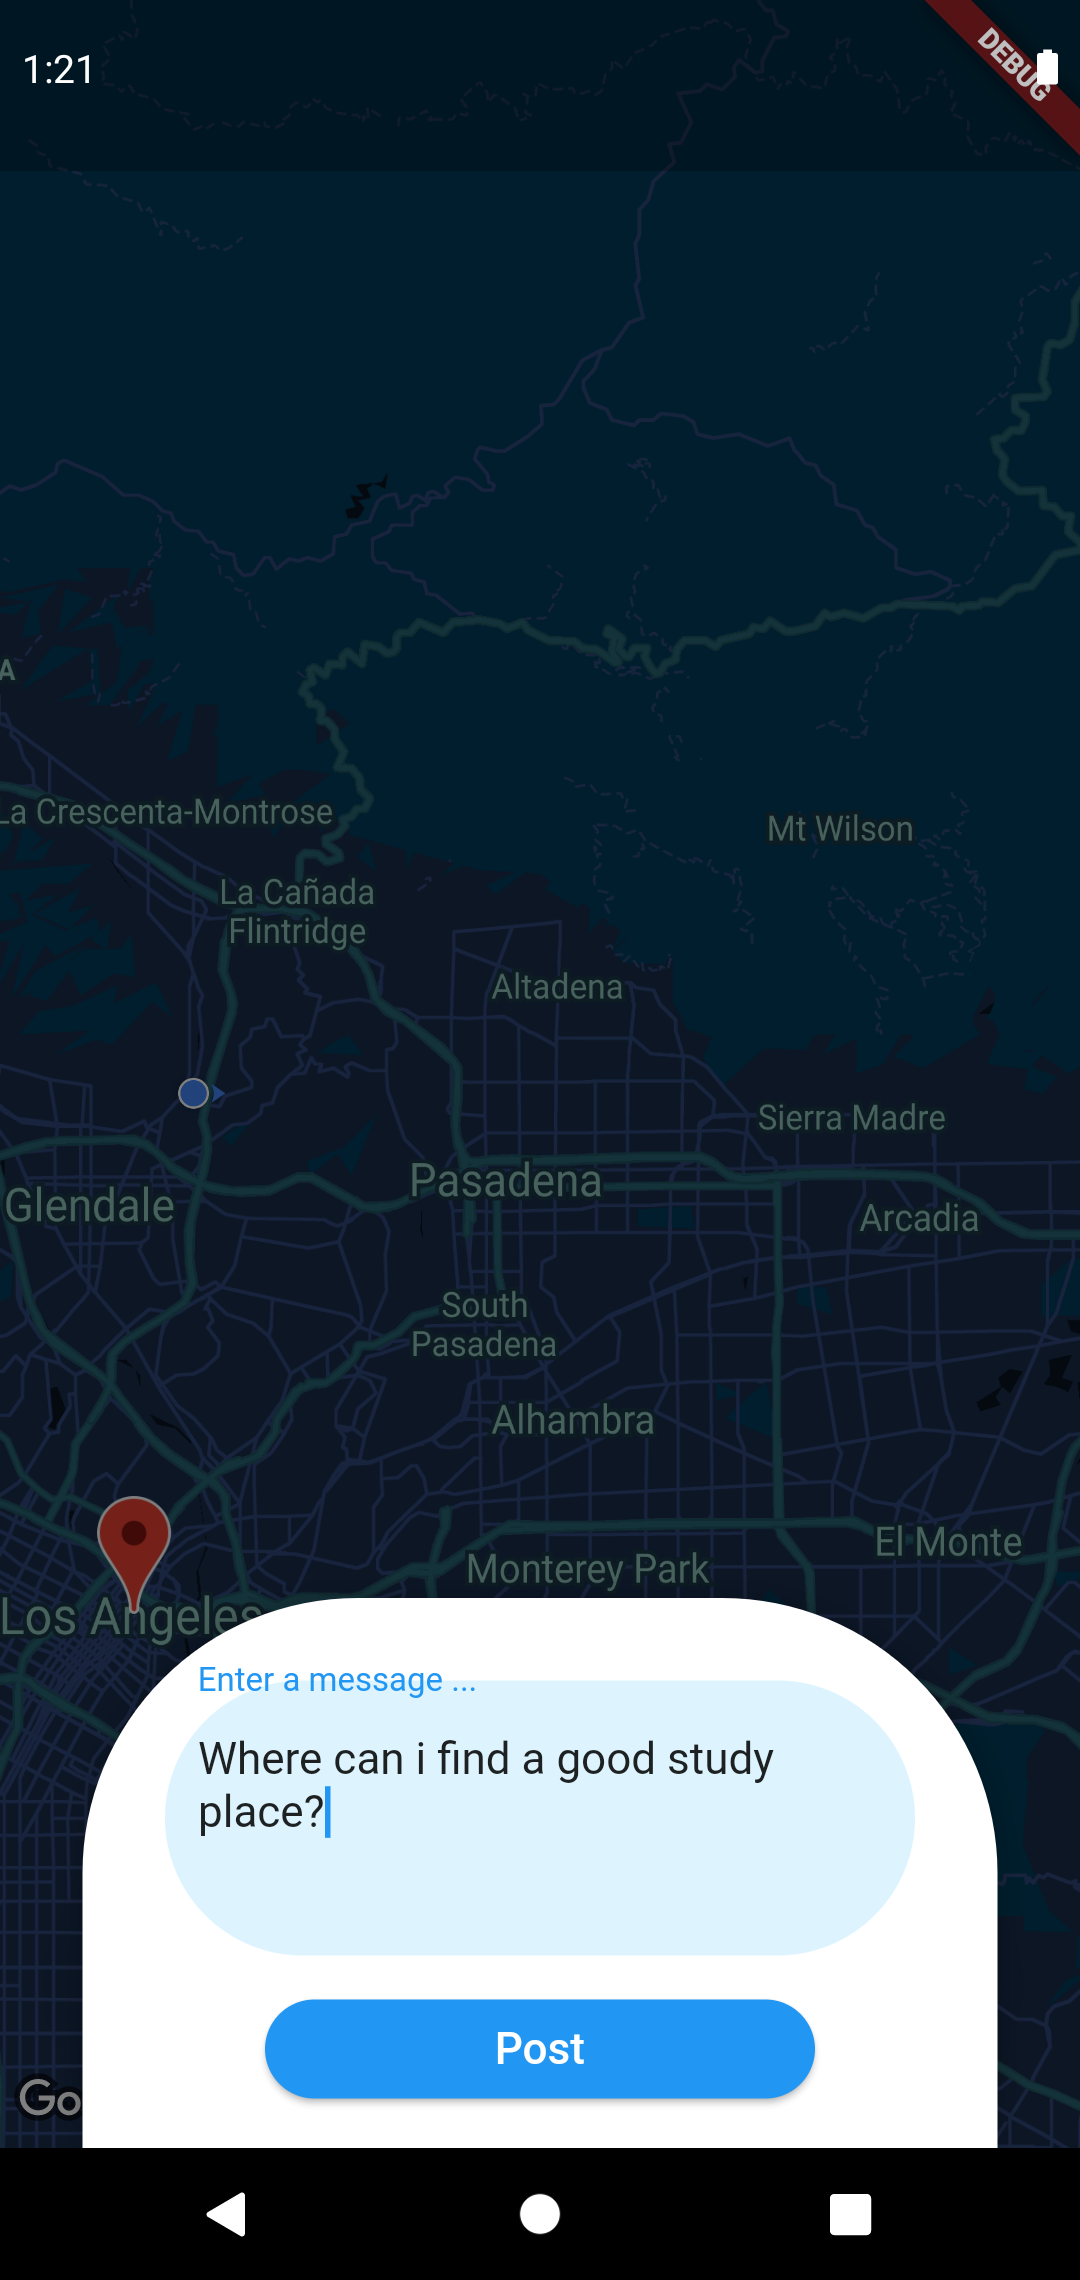 1:21
DEBUG
A
La Crescenta-Montrose
Mt Wilson
La Cañada
Flintridge
Altadena
Sierra Madre
Pasadena
Glendale
Arcadia
South
Pasadena
Alhambra
El Monte
Monterey Park
Los Angeles
Enter a message ...
Where can i find a good study
place?
Post
Go